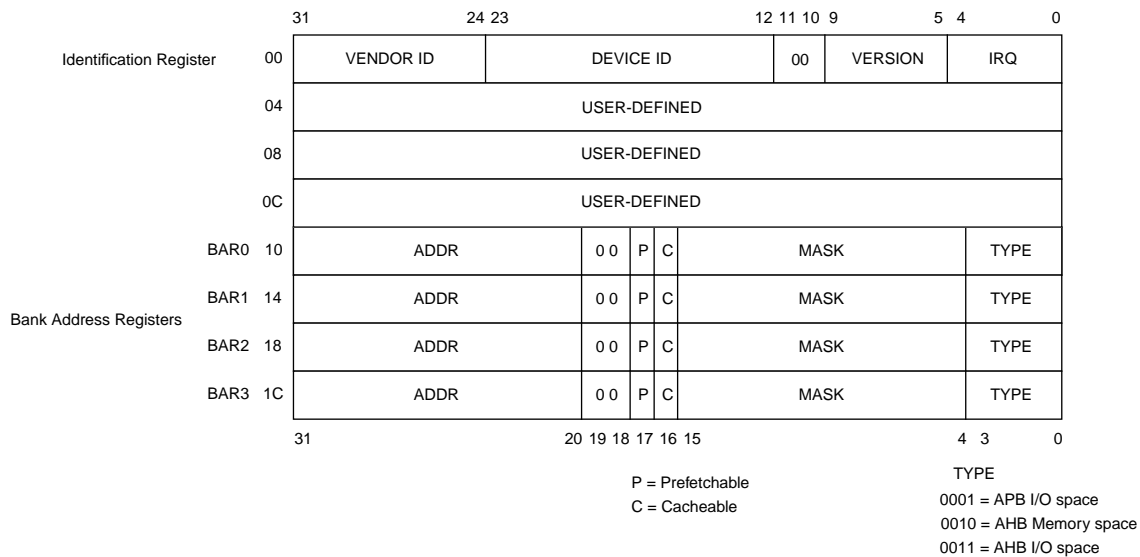 31 24 23 12 11 10 9 5 4 0
Identification Register 00 VENDOR ID DEVICE ID 00 VERSION IRQ
04 USER-DEFINED
08 USER-DEFINED
0C USER-DEFINED
BAR0 10 ADDR 0 0 P C MASK TYPE
BAR1 14 ADDR 0 0 P C MASK TYPE
Bank Address Registers
BAR2 18 ADDR 0 0 P C MASK TYPE
BAR3 1C ADDR 0 0 P C MASK TYPE
31 20 19 18 17 16 15 4 3 0
P = Prefetchable
C = Cacheable
TYPE
0001 = APB I/O space
0010 = AHB Memory space
0011 = AHB I/O space